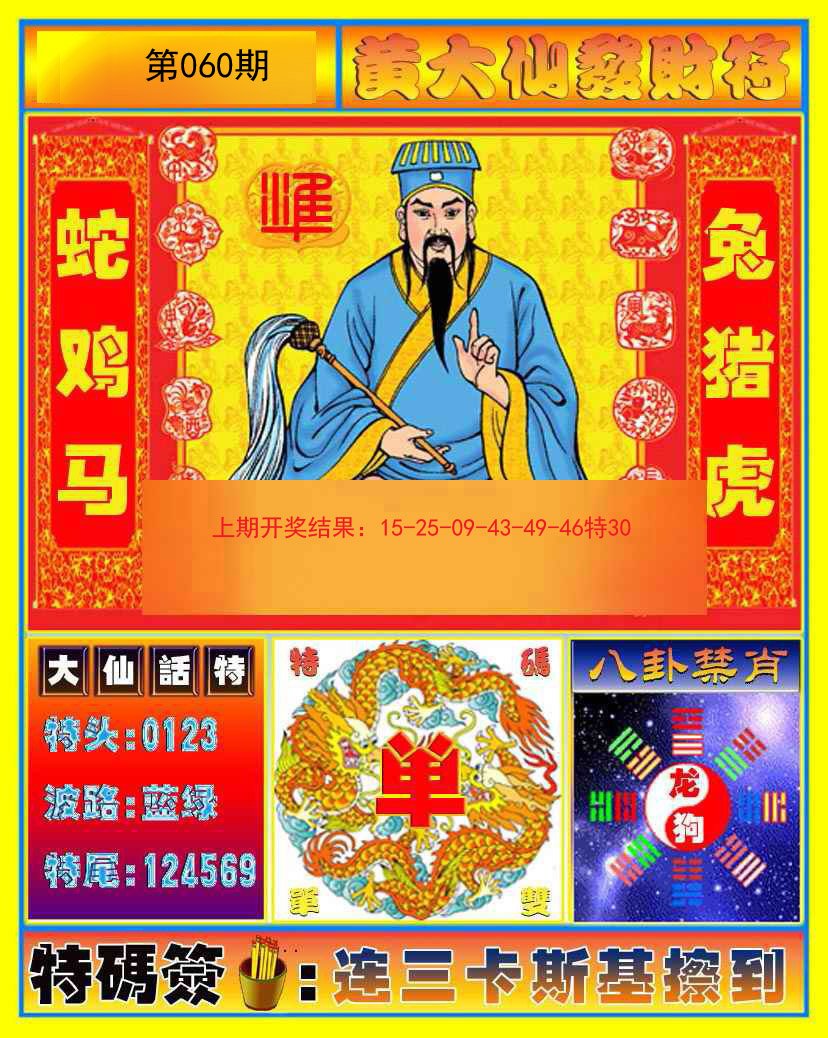 第060期
黄大仙發財符
蛇鸡马
兔猪虎
上期开奖结果：15-25-09-43-49-46特30
大仙話特
特头:0123
波路:蓝绿
特尾:124569
特碼
单
單雙
八卦禁肖
龙
狗
特碼簽:连三卡斯基擦到